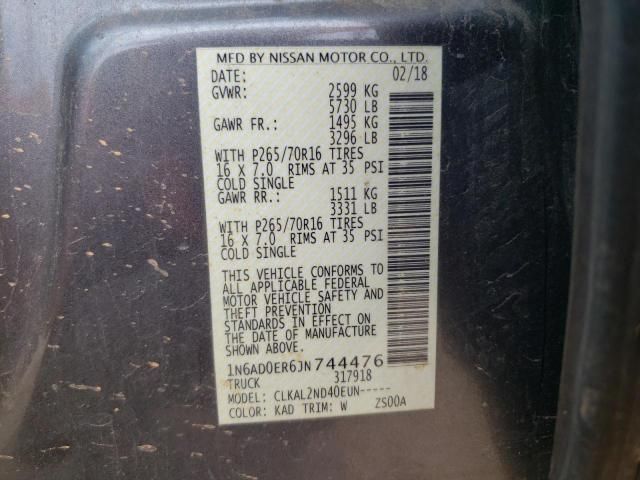 MFD BY NISSAN MOTOR CO., LTD.
DATE: 02/18
GVWR: 2599 KG
5730 LB
GAWR FR.: 1495 KG
3296 LB
WITH P265/70R16 TIRES
16 X 7.0 RIMS AT 35 PSI
COLD SINGLE
GAWR RR.: 1511 KG
3331 LB
WITH P265/70R16 TIRES
16 X 7.0 RIMS AT 35 PSI
COLD SINGLE
THIS VEHICLE CONFORMS TO
ALL APPLICABLE FEDERAL
MOTOR VEHICLE SAFETY AND
THEFT PREVENTION
STANDARDS IN EFFECT ON
THE DATE OF MANUFACTURE
SHOWN ABOVE.
1N6AD0ER6JN744476
TRUCK 317918
MODEL: CLKAL2ND40EUN-----
COLOR: KAD TRIM: W ZS00A